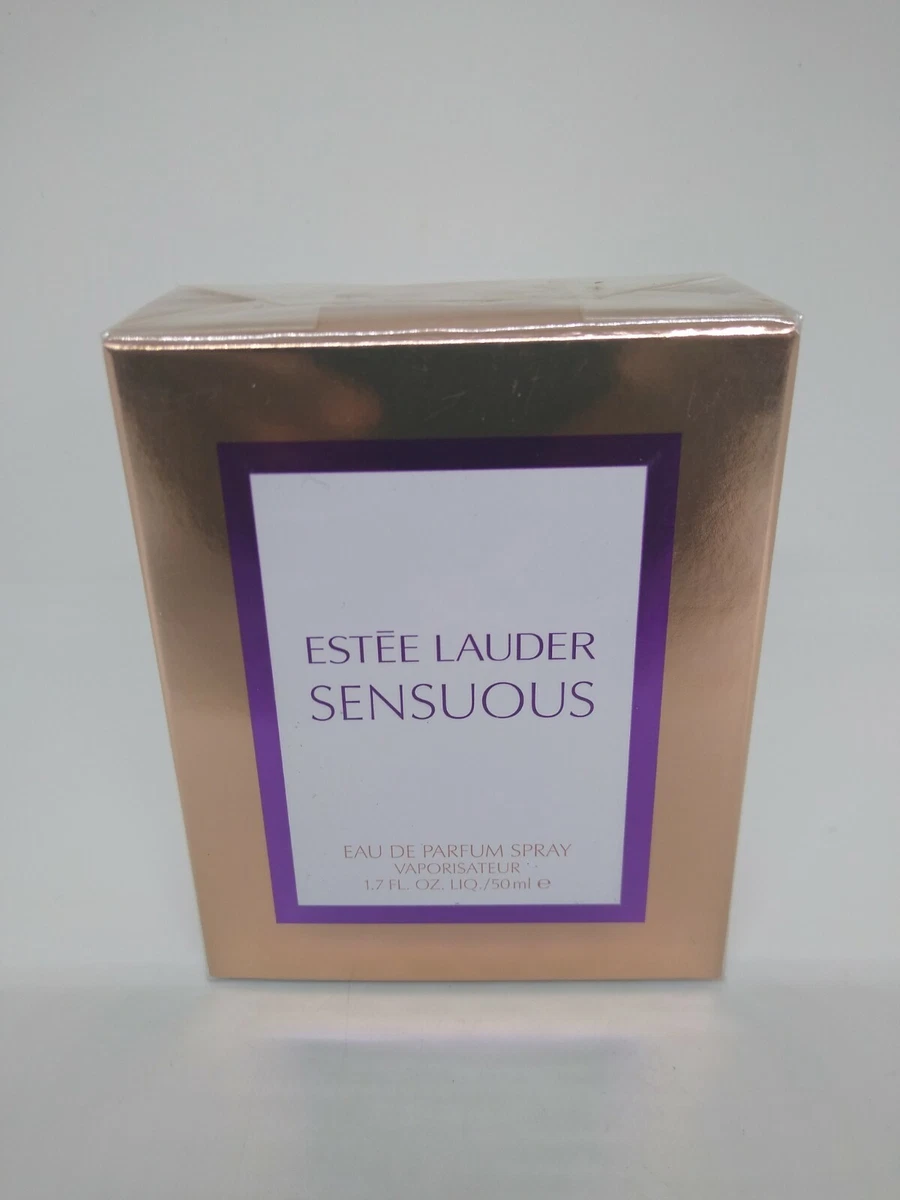 ESTĒE LAUDER
SENSUOUS
EAU DE PARFUM SPRAY
VAPORISATEUR
1.7 FL. OZ. LIQ./50 ml ℮